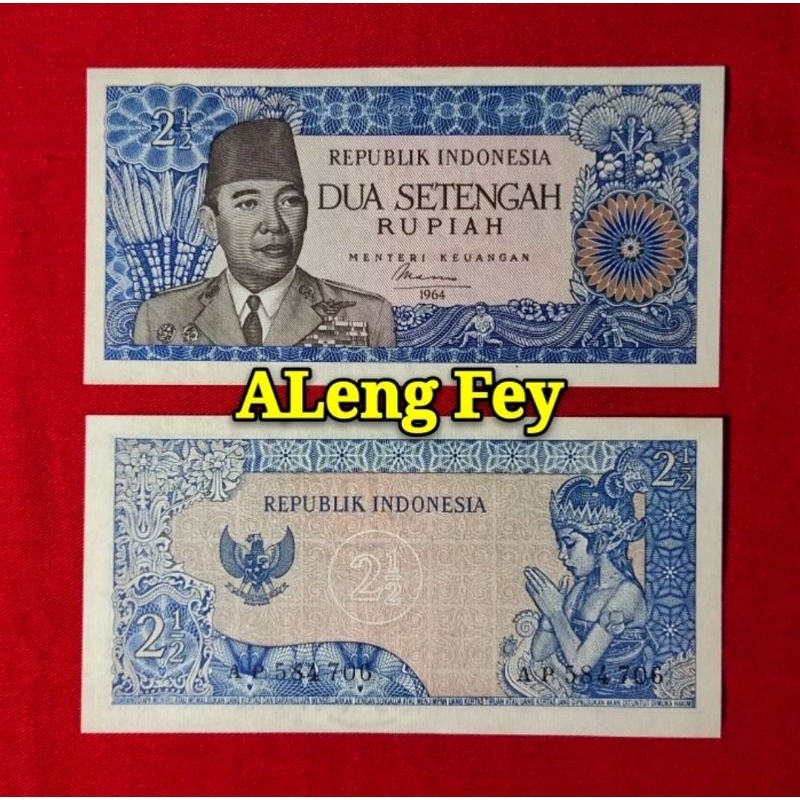 2½
REPUBLIK INDONESIA
DUA SETENGAH
RUPIAH
MENTERI KEUANGAN
1964
ALeng Fey
2½
REPUBLIK INDONESIA
2½
2½
AP 584706
AP 584706